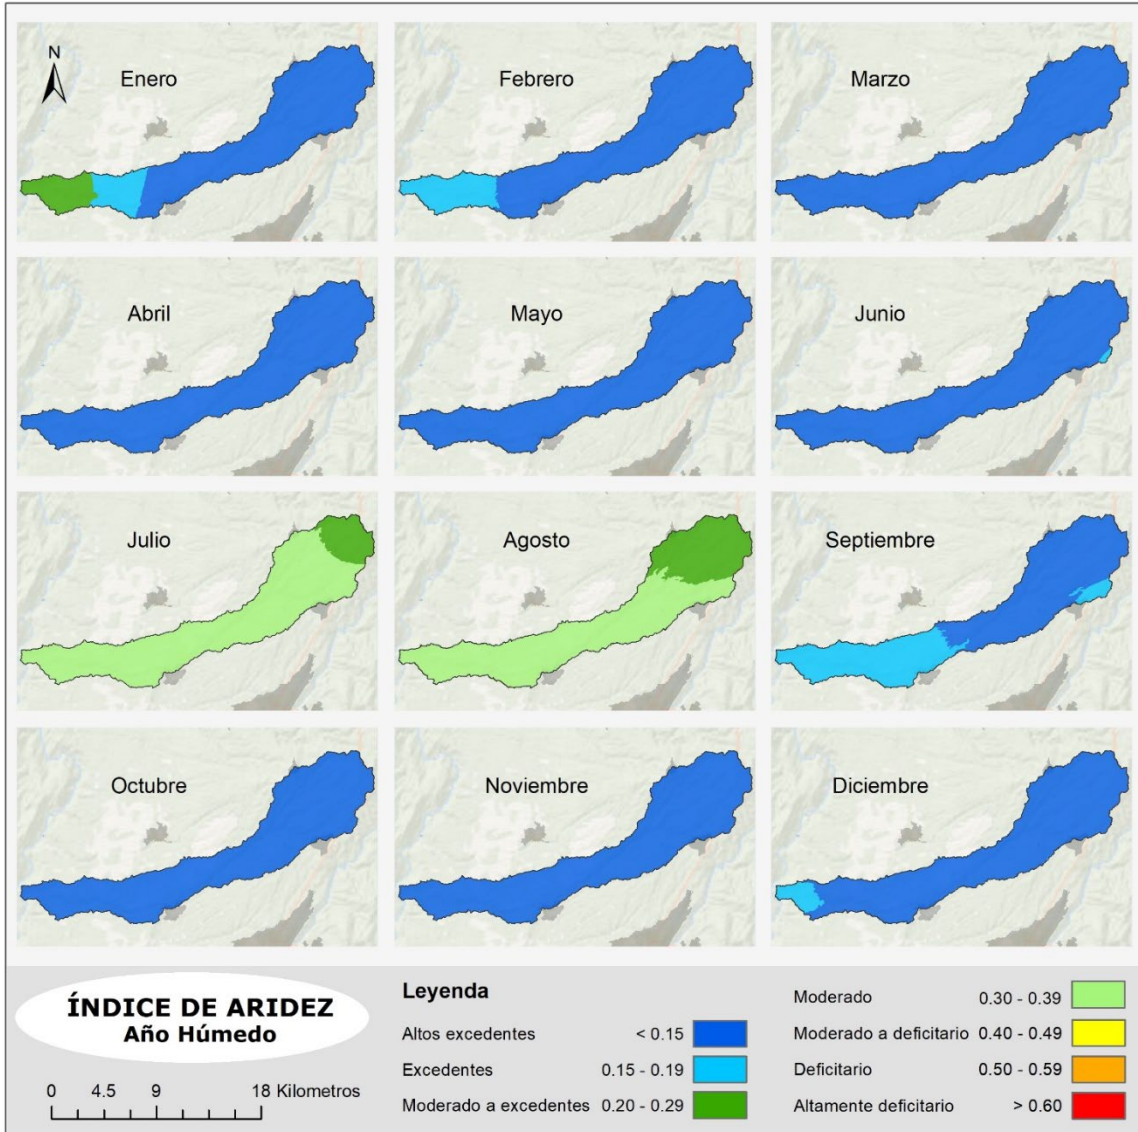 N
Enero
Febrero
Marzo
Abril
Mayo
Junio
Julio
Agosto
Septiembre
Octubre
Noviembre
Diciembre
ÍNDICE DE ARIDEZ
Año Húmedo
0 4.5 9 18 Kilometros
Leyenda
Altos excedentes < 0.15
Excedentes 0.15 - 0.19
Moderado a excedentes 0.20 - 0.29
Moderado 0.30 - 0.39
Moderado a deficitario 0.40 - 0.49
Deficitario 0.50 - 0.59
Altamente deficitario > 0.60